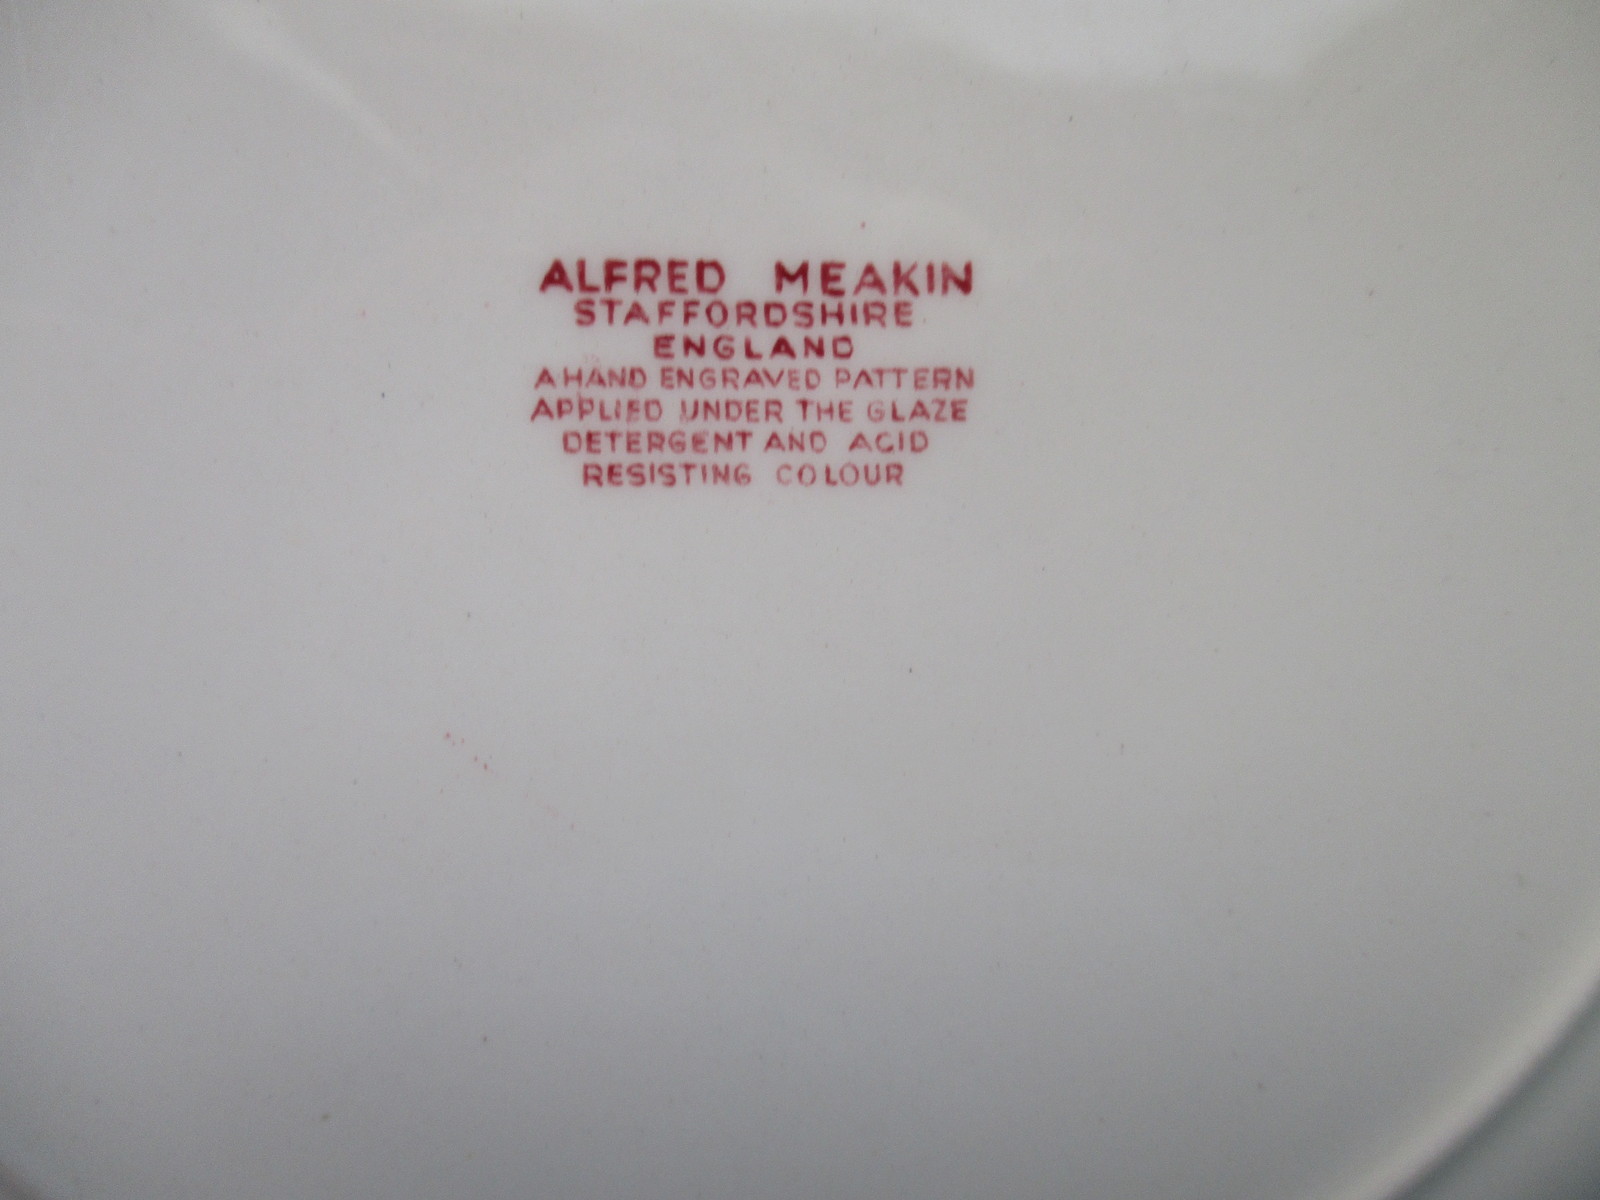 ALFRED MEAKIN
STAFFORDSHIRE
ENGLAND
A HAND ENGRAVED PATTERN
APPLIED UNDER THE GLAZE
DETERGENT AND ACID
RESISTING COLOUR